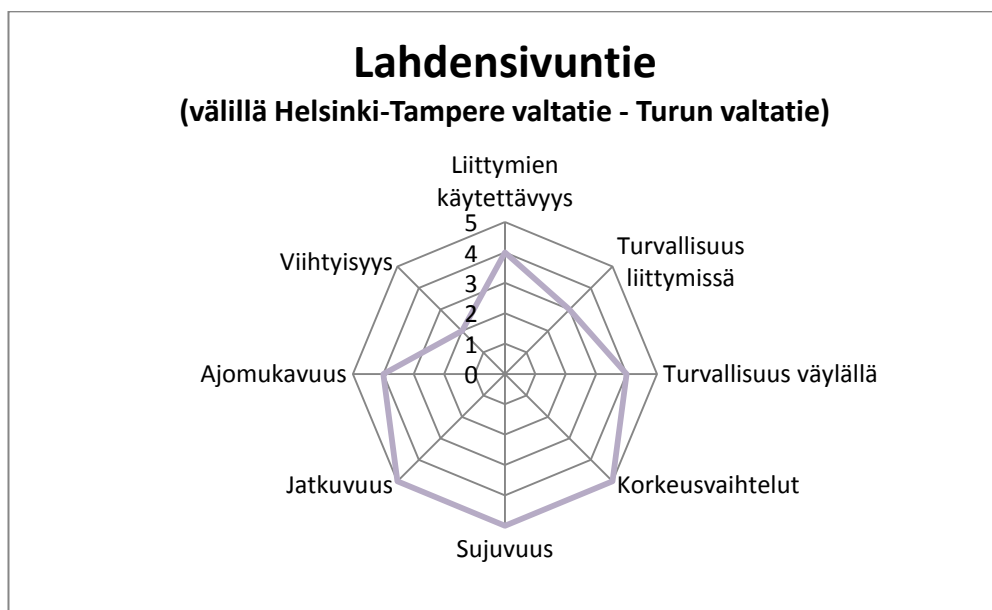 Lahdensivuntie
(välillä Helsinki-Tampere valtatie - Turun valtatie)
Liittymien
käytettävyys
Turvallisuus
liittymissä
Turvallisuus väylällä
Korkeusvaihtelut
Sujuvuus
Jatkuvuus
Ajomukavuus
Viihtyisyys
5
4
3
2
1
0